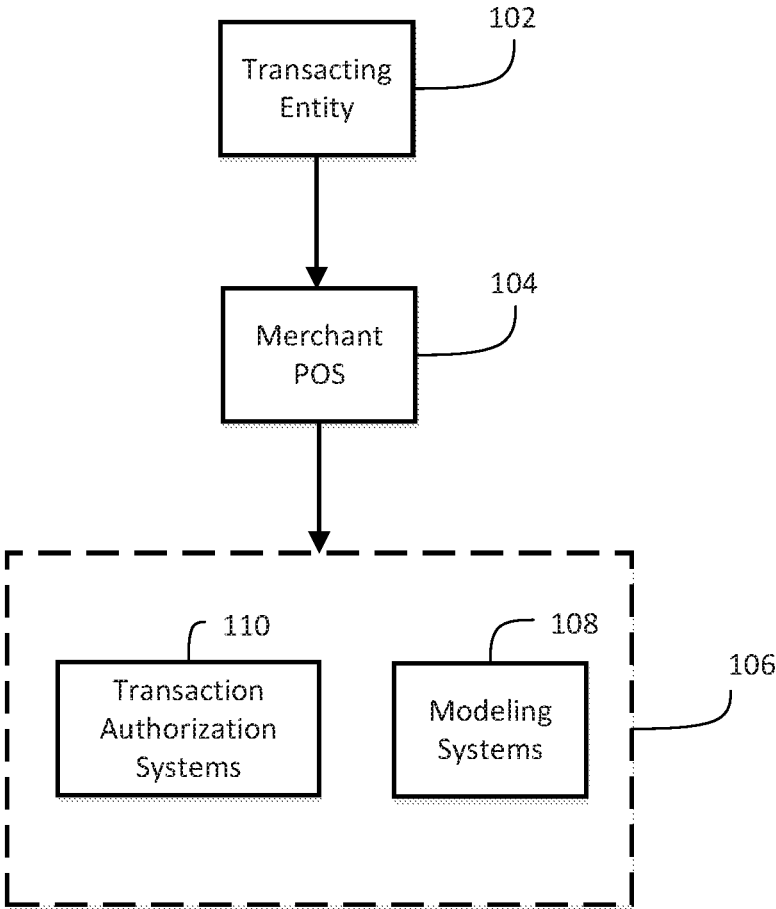 102
Transacting
Entity
104
Merchant
POS
110
108
Transaction
Authorization
Systems
Modeling
Systems
106